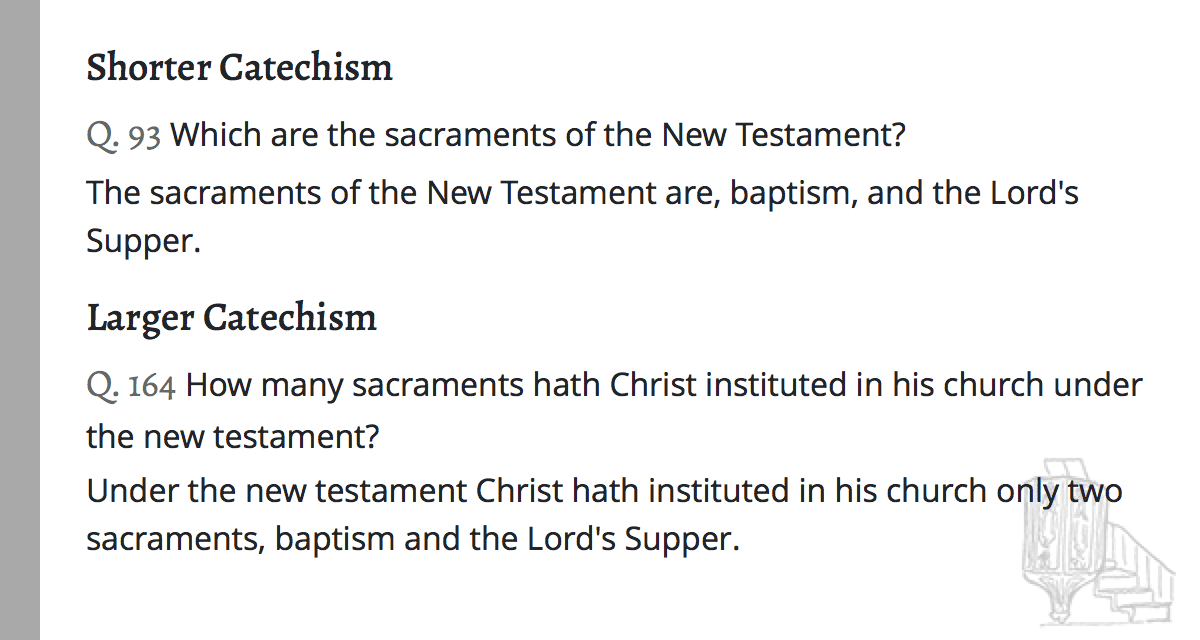 Shorter Catechism
Q. 93 Which are the sacraments of the New Testament?
The sacraments of the New Testament are, baptism, and the Lord's
Supper.
Larger Catechism
Q. 164 How many sacraments hath Christ instituted in his church under
the new testament?
Under the new testament Christ hath instituted in his church only two
sacraments, baptism and the Lord's Supper.